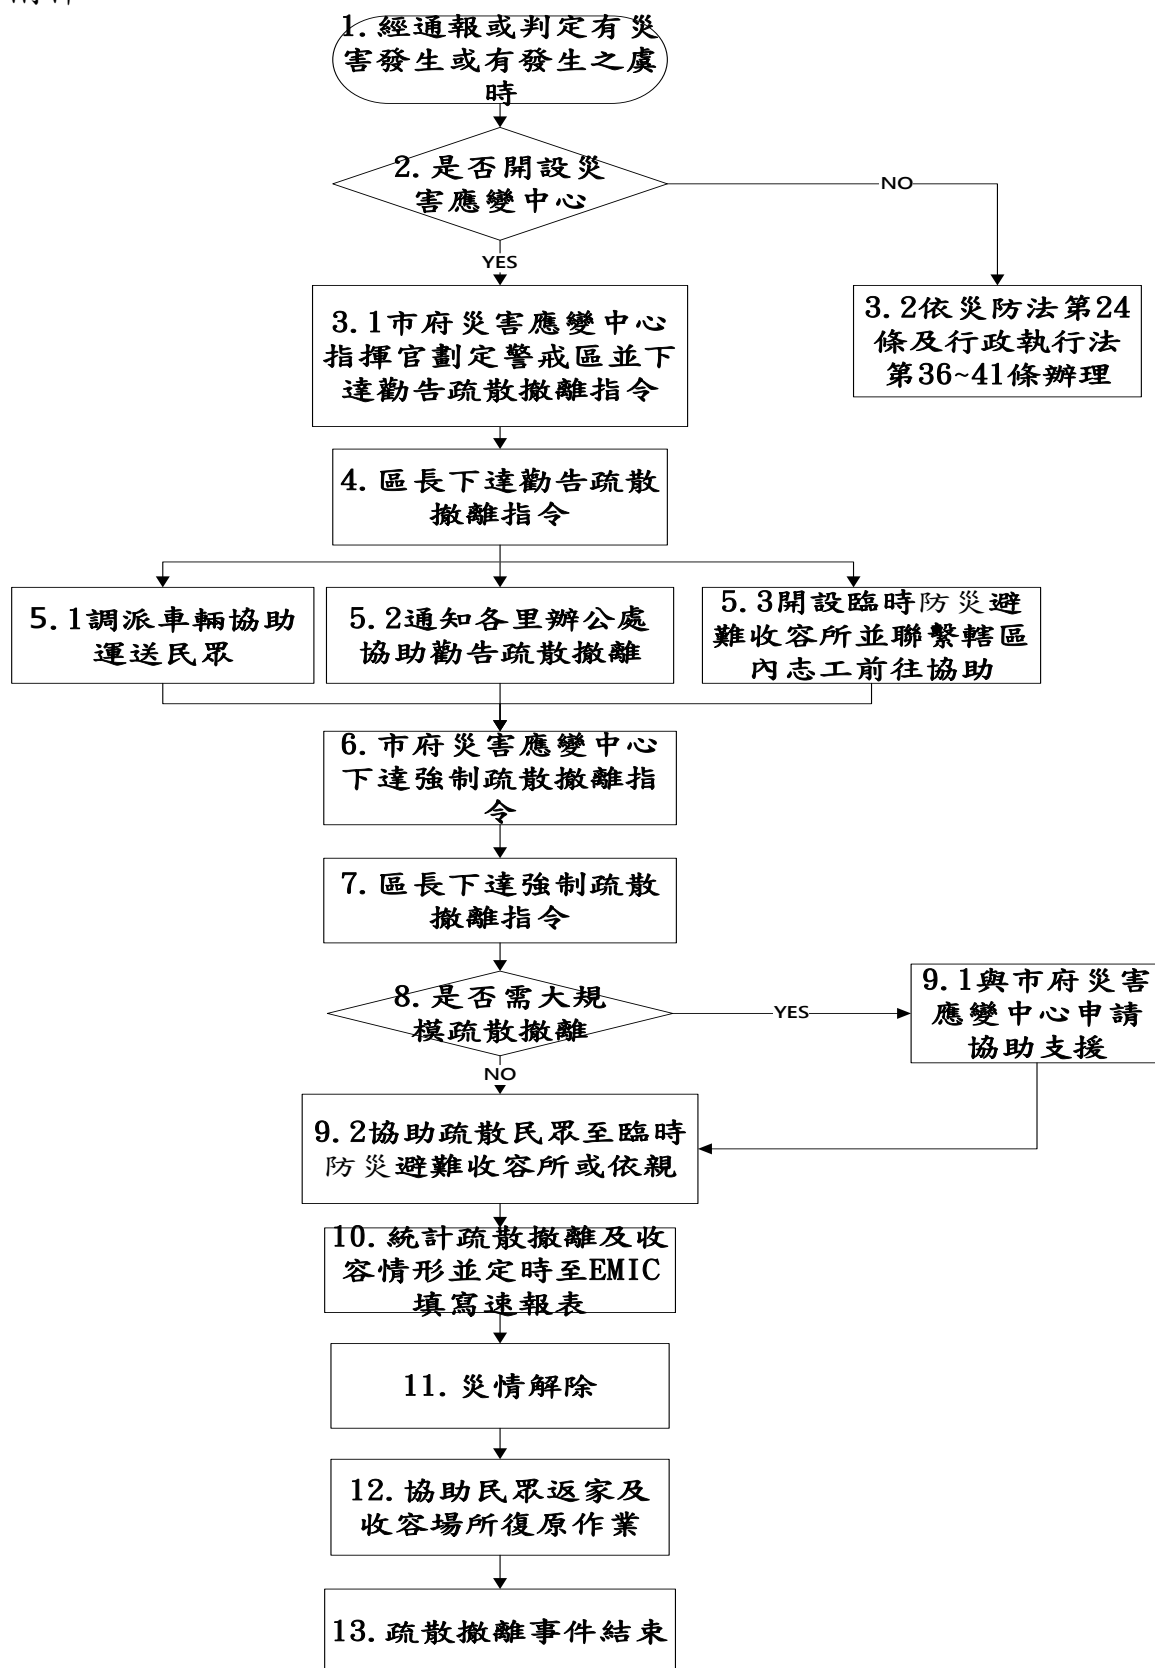 1.經通報或判定有災
害發生或有發生之虞
時
2.是否開設災
害應變中心
NO
YES
3.1市府災害應變中心
指揮官劃定警戒區並下
達勸告疏散撤離指令
3.2依災防法第24
條及行政執行法
第36~41條辦理
4.區長下達勸告疏散
撤離指令
5.1調派車輛協助
運送民眾
5.2通知各里辦公處
協助勸告疏散撤離
5.3開設臨時防災避
難收容所並聯繫轄區
內志工前往協助
6.市府災害應變中心
下達強制疏散撤離指
令
7.區長下達強制疏散
撤離指令
8.是否需大規
模疏散撤離
YES
9.1與市府災害
應變中心申請
協助支援
NO
9.2協助疏散民眾至臨時
防災避難收容所或依親
10.統計疏散撤離及收
容情形並定時至EMIC
填寫速報表
11.災情解除
12.協助民眾返家及
收容場所復原作業
13.疏散撤離事件結束